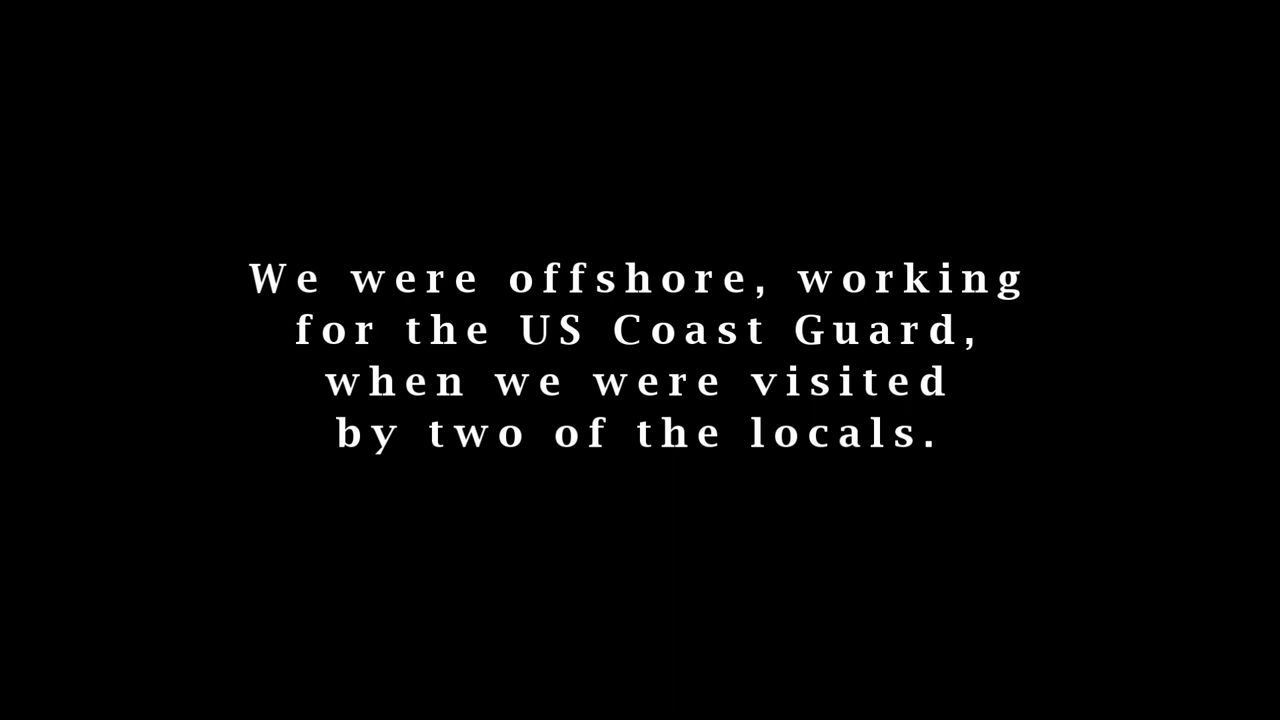 We were offshore, working
for the US Coast Guard,
when we were visited
by two of the locals.